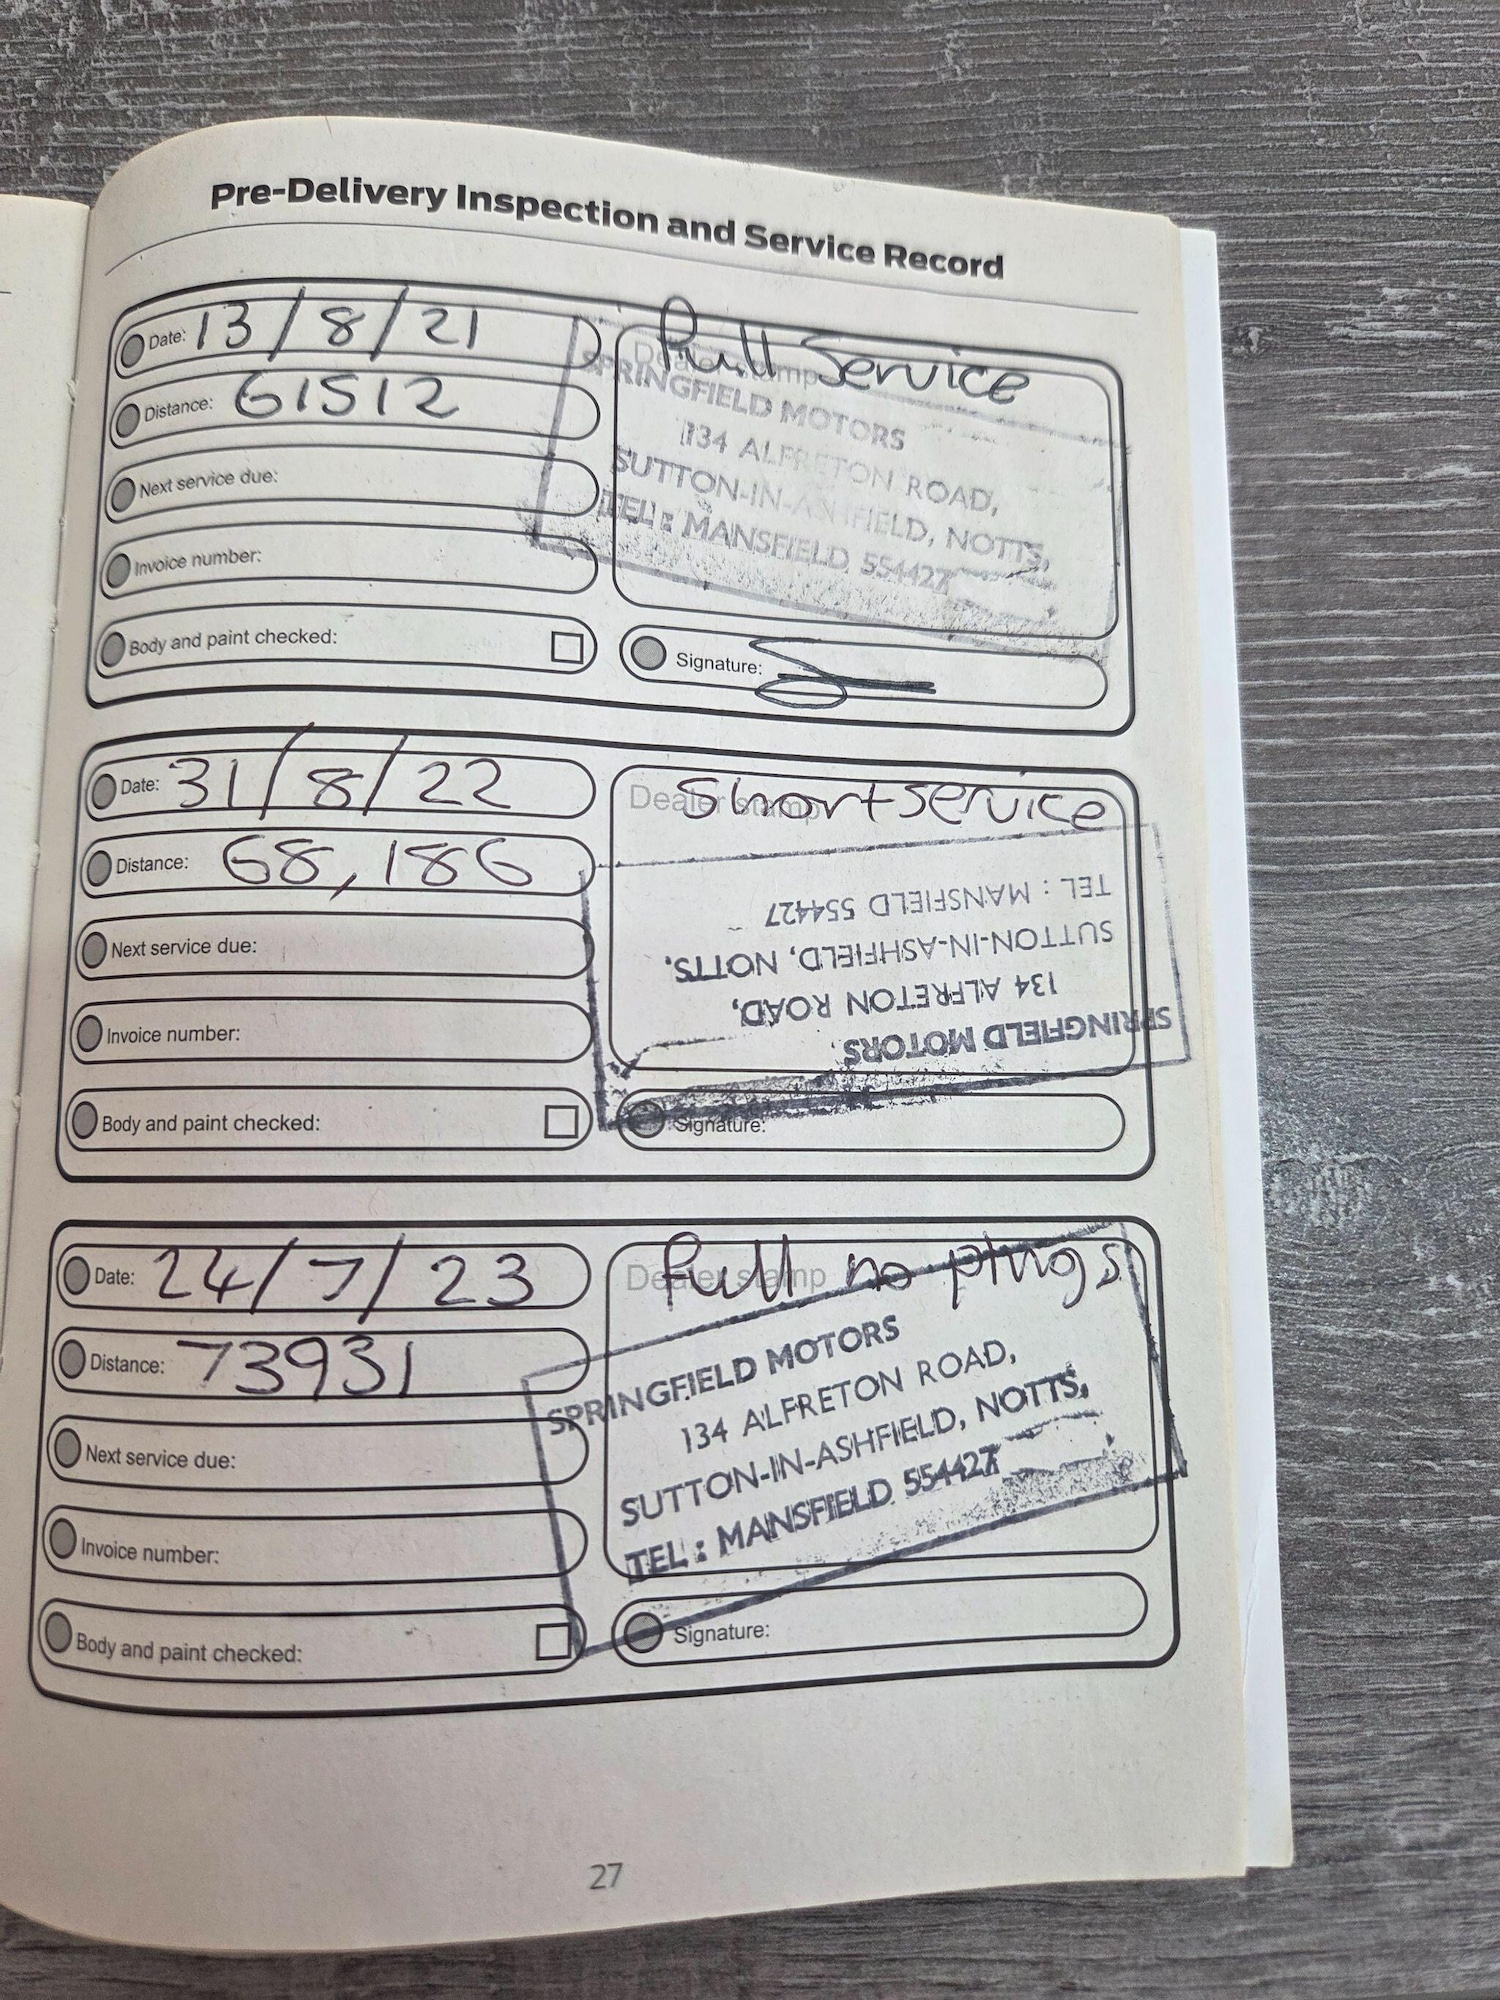 Pre-Delivery Inspection and Service Record
Date: 13/8/21
Distance: 61512
Next service due:
Invoice number:
Body and paint checked:
Dealer stamp
Full Service
SPRINGFIELD MOTORS
134 ALFRETON ROAD,
SUTTON-IN-ASHFIELD, NOTTS,
TEL: MANSFIELD 554427
Signature:
Date: 31/8/22
Distance: 68,186
Next service due:
Invoice number:
Body and paint checked:
Dealer stamp
Short service
SPRINGFIELD MOTORS
134 ALFRETON ROAD,
SUTTON-IN-ASHFIELD, NOTTS,
TEL: MANSFIELD 554427
Signature:
Date: 24/7/23
Distance: 73931
Next service due:
Invoice number:
Body and paint checked:
Dealer stamp
Full no plugs
SPRINGFIELD MOTORS
134 ALFRETON ROAD,
SUTTON-IN-ASHFIELD, NOTTS,
TEL: MANSFIELD 554427
Signature:
27